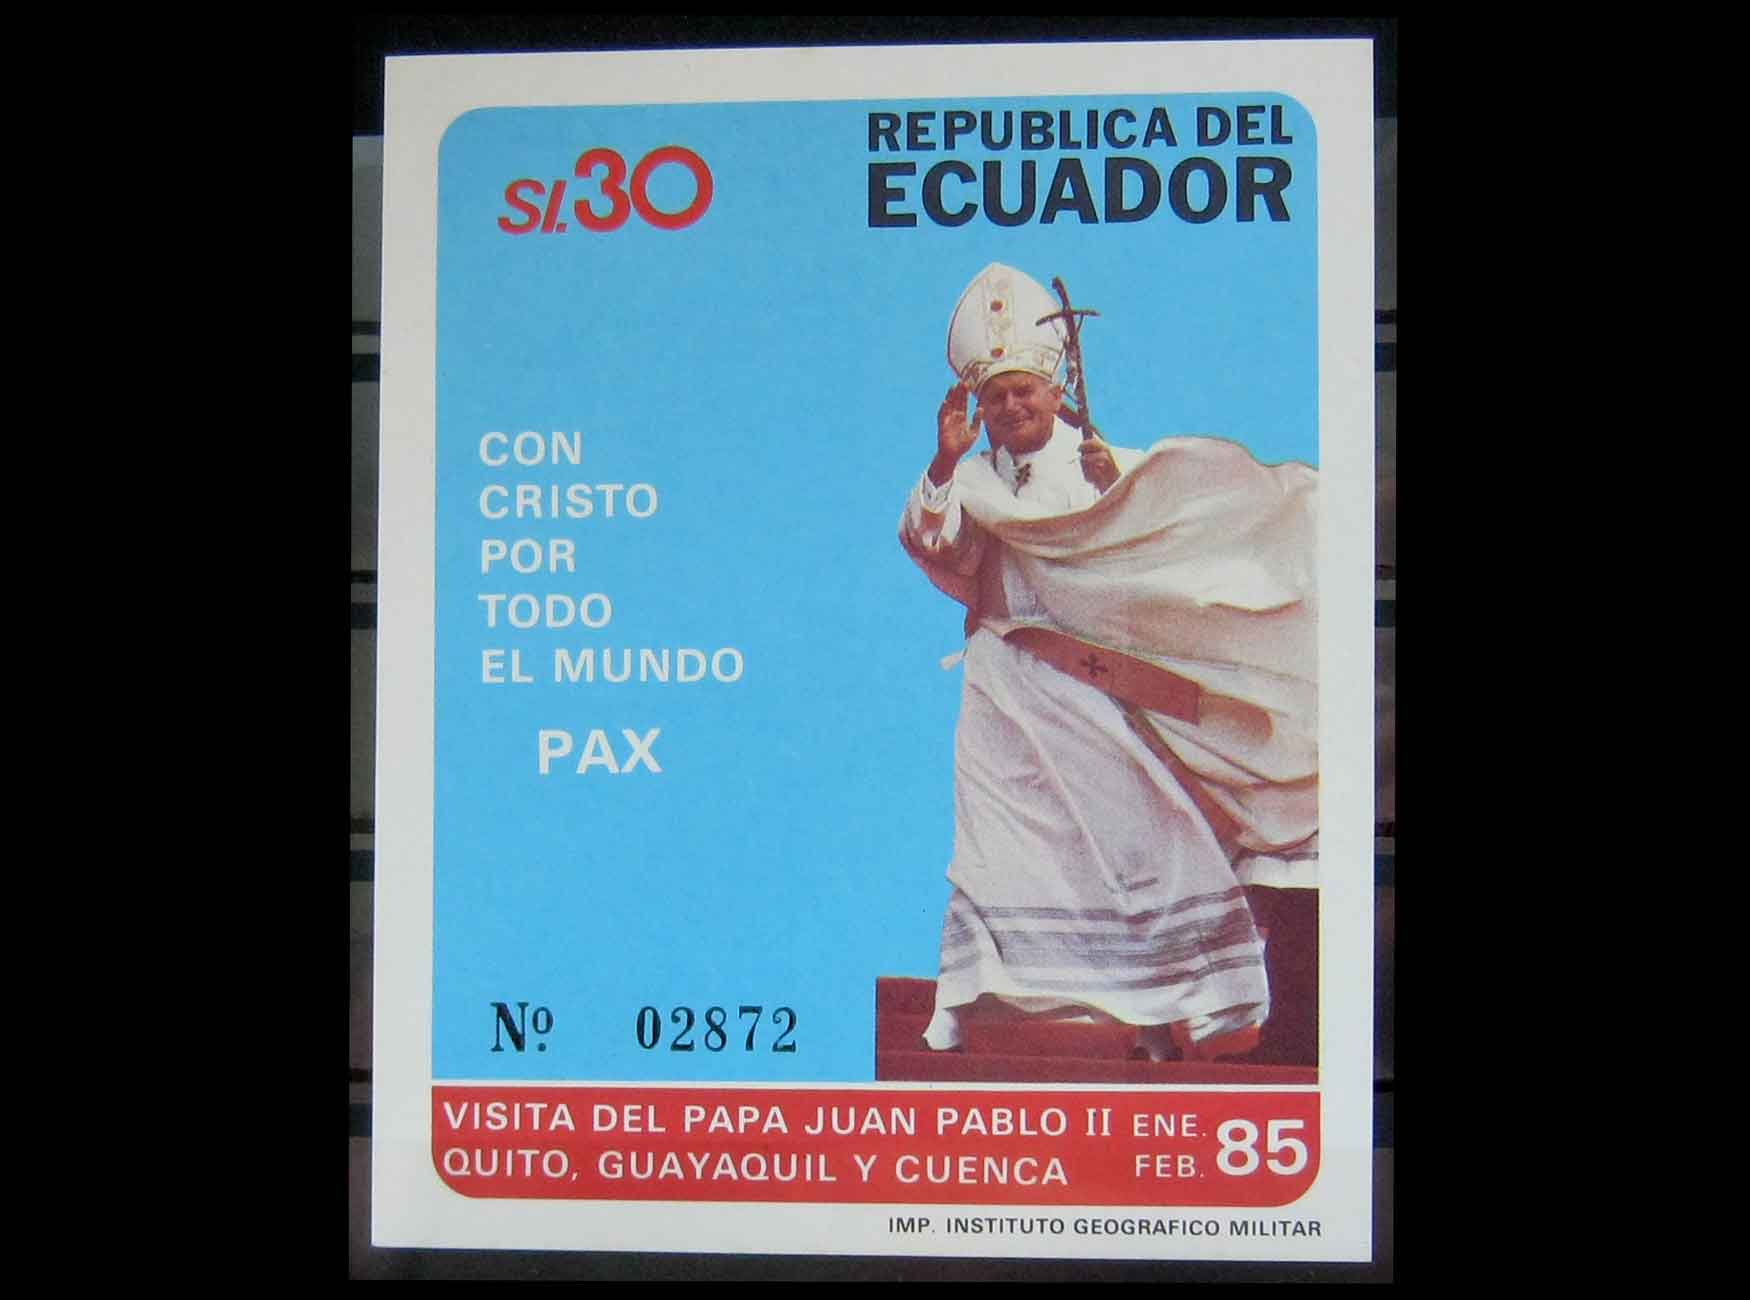 REPUBLICA DEL
ECUADOR
S/.30
CON
CRISTO
POR
TODO
EL MUNDO
PAX
Nº 02872
VISITA DEL PAPA JUAN PABLO II ENE. 85
QUITO, GUAYAQUIL Y CUENCA FEB.
IMP. INSTITUTO GEOGRAFICO MILITAR